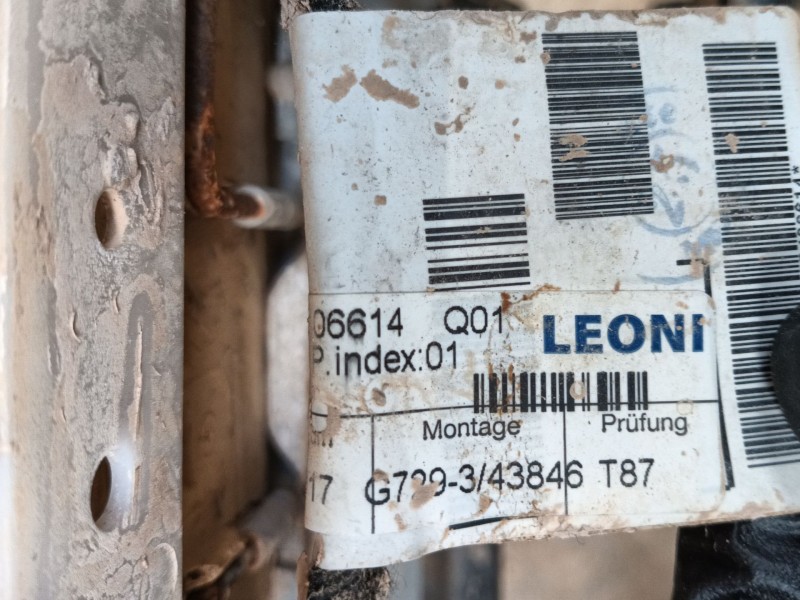 06614 Q01 LEONI
P.index:01
Montage Prüfung
17 G729-3/43846 T87